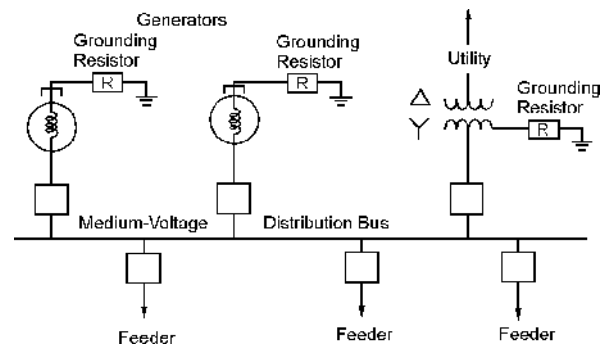 Generators
Grounding
Resistor
R
Grounding
Resistor
R
Utility
Δ
Y
Grounding
Resistor
R
Medium-Voltage Distribution Bus
Feeder
Feeder
Feeder